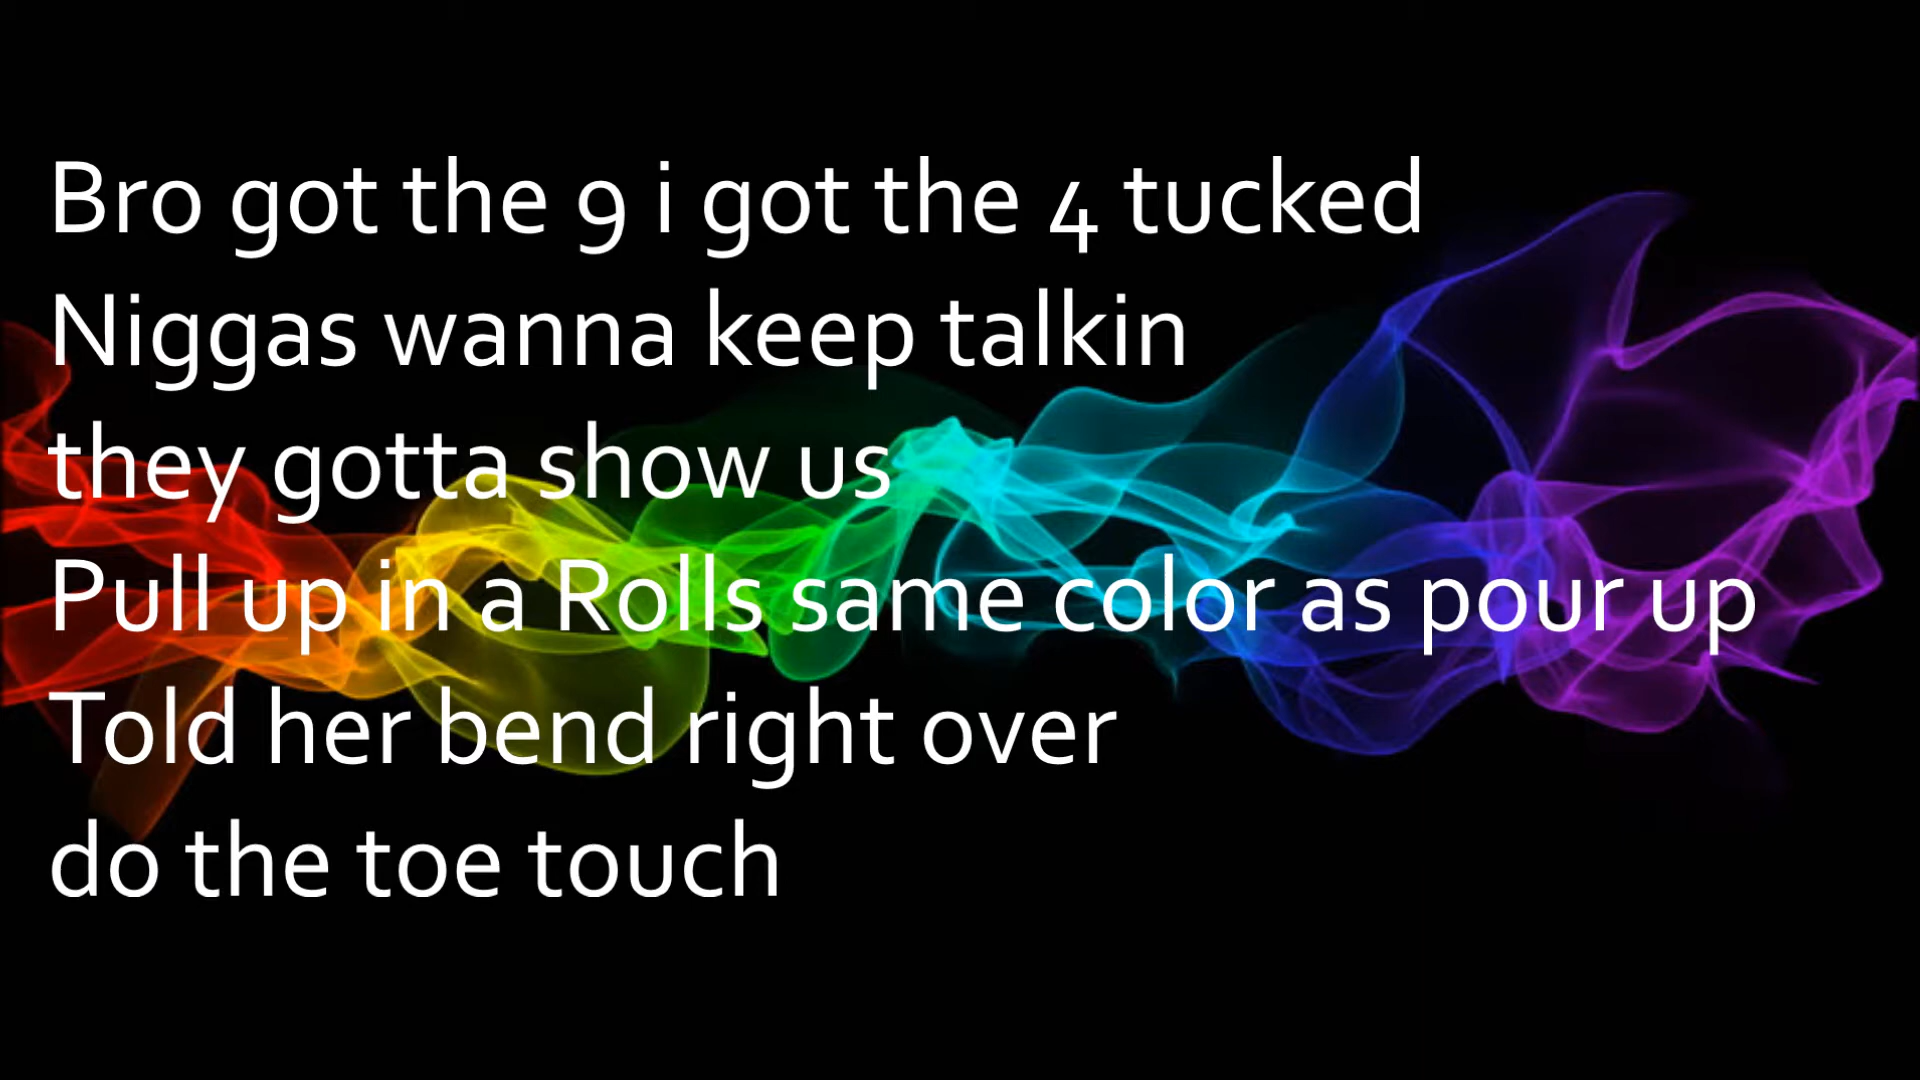 Bro got the 9 i got the 4 tucked
Niggas wanna keep talkin
they gotta show us
Pull up in a Rolls same color as pour up
Told her bend right over
do the toe touch